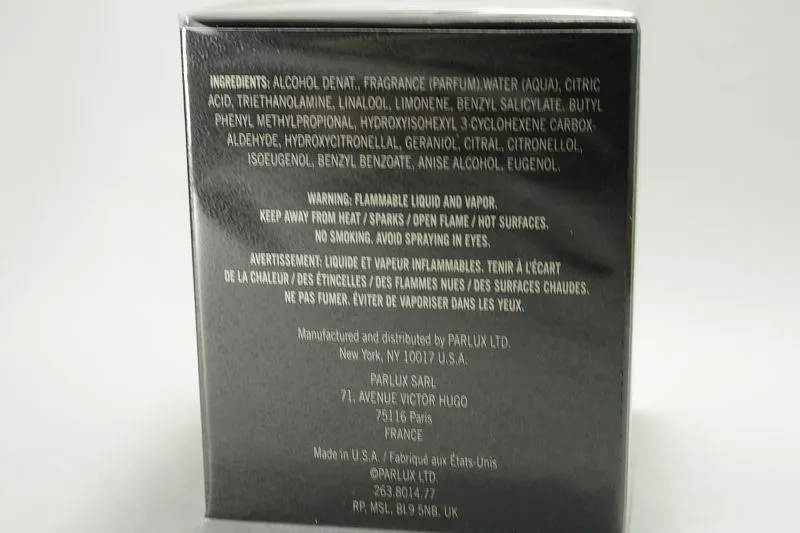 INGREDIENTS: ALCOHOL DENAT., FRAGRANCE (PARFUM),WATER (AQUA), CITRIC
ACID, TRIETHANOLAMINE, LINALOOL, LIMONENE, BENZYL SALICYLATE, BUTYL
PHENYL METHYLPROPIONAL, HYDROXYISOHEXYL 3-CYCLOHEXENE CARBOX-
ALDEHYDE, HYDROXYCITRONELLAL, GERANIOL, CITRAL, CITRONELLOL,
ISOEUGENOL, BENZYL BENZOATE, ANISE ALCOHOL, EUGENOL.
WARNING: FLAMMABLE LIQUID AND VAPOR.
KEEP AWAY FROM HEAT / SPARKS / OPEN FLAME / HOT SURFACES.
NO SMOKING. AVOID SPRAYING IN EYES.
AVERTISSEMENT: LIQUIDE ET VAPEUR INFLAMMABLES. TENIR À L'ÉCART
DE LA CHALEUR / DES ÉTINCELLES / DES FLAMMES NUES / DES SURFACES CHAUDES.
NE PAS FUMER. ÉVITER DE VAPORISER DANS LES YEUX.
Manufactured and distributed by PARLUX LTD.
New York, NY 10017 U.S.A.
PARLUX SARL
71, AVENUE VICTOR HUGO
75116 Paris
FRANCE
Made in U.S.A. / Fabriqué aux États-Unis
©PARLUX LTD.
263.8014.77
RP, MSL, BL9 5NB. UK